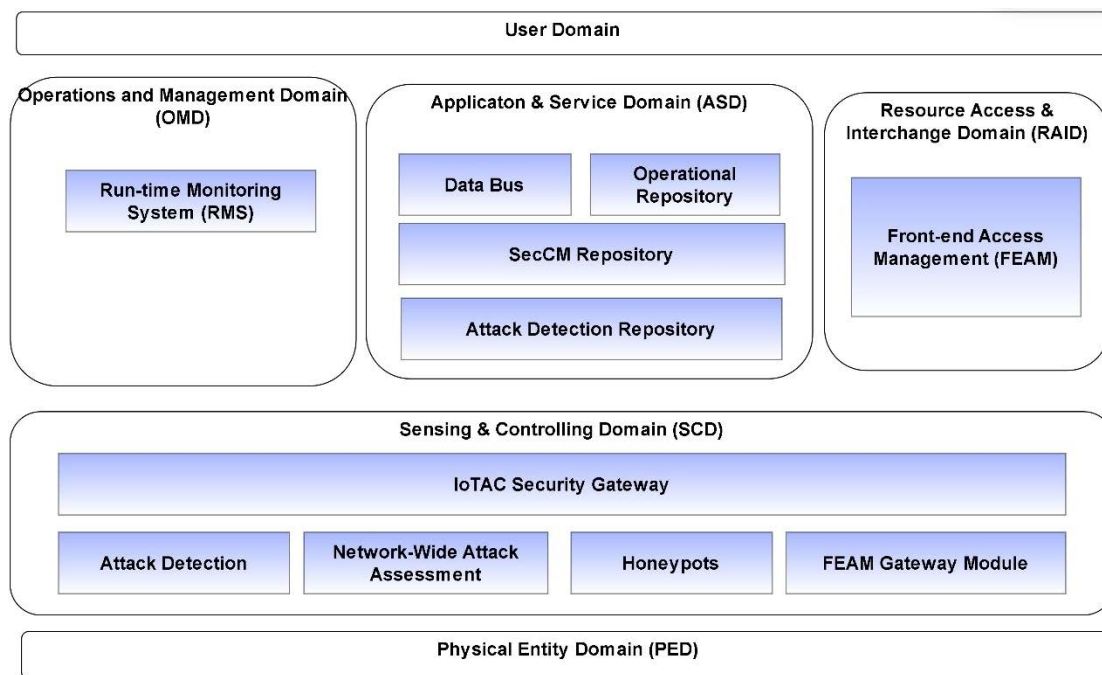 User Domain
Operations and Management Domain
(OMD)
Run-time Monitoring
System (RMS)
Applicaton & Service Domain (ASD)
Data Bus
Operational
Repository
SecCM Repository
Attack Detection Repository
Resource Access &
Interchange Domain (RAID)
Front-end Access
Management (FEAM)
Sensing & Controlling Domain (SCD)
IoTAC Security Gateway
Attack Detection
Network-Wide Attack
Assessment
Honeypots
FEAM Gateway Module
Physical Entity Domain (PED)